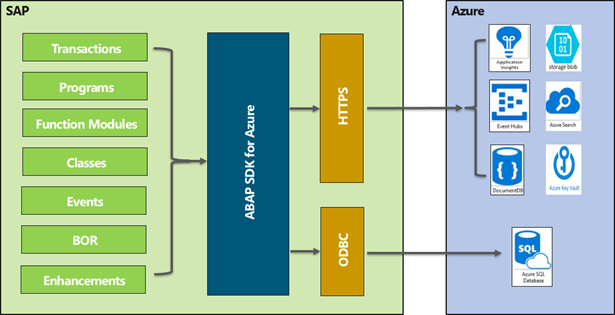 SAP
Transactions
Programs
Function Modules
Classes
Events
BOR
Enhancements
ABAP SDK for Azure
HTTPS
ODBC
Azure
Application
Insights
10
01
storage blob
Event Hubs
Azure Search
DocumentDB
Azure Key Vault
SQL
Azure SQL
Database